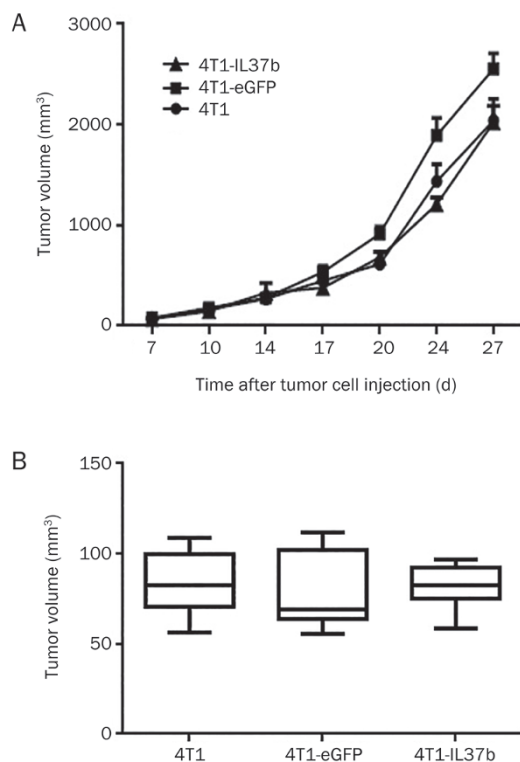 A
3000
2000
1000
0
Tumor volume (mm³)
4T1-IL37b
4T1-eGFP
4T1
7 10 14 17 20 24 27
Time after tumor cell injection (d)
B
150
100
50
0
Tumor volume (mm³)
4T1 4T1-eGFP 4T1-IL37b